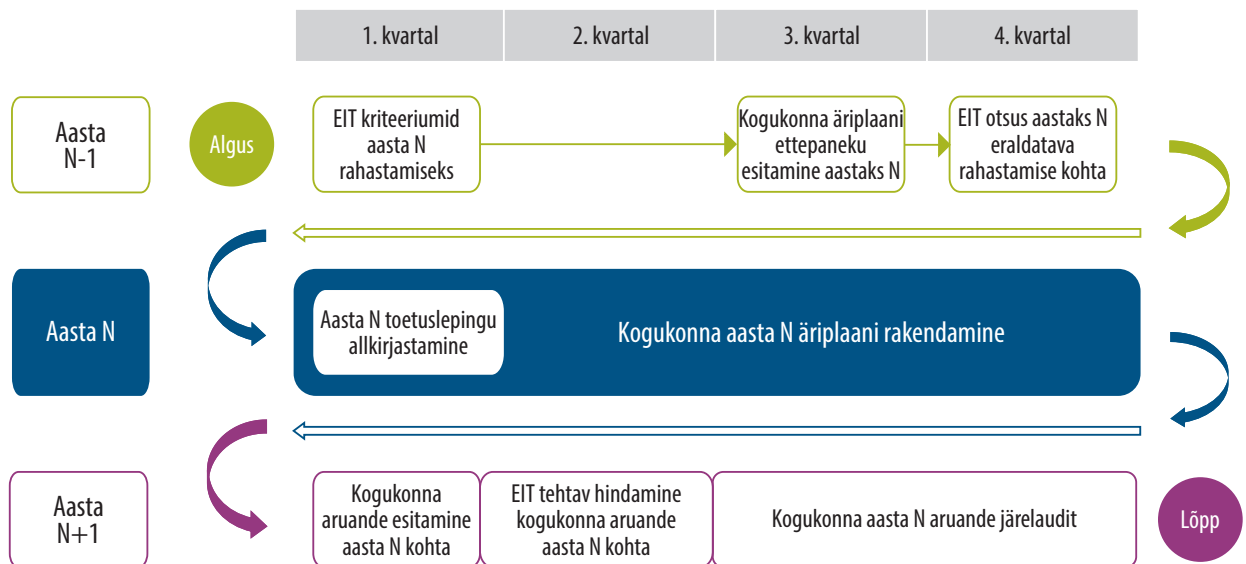 1. kvartal
2. kvartal
3. kvartal
4. kvartal
Aasta
N-1
Algus
EIT kriteeriumid
aasta N
rahastamiseks
Kogukonna äriplaani
ettepaneku
esitamine aastaks N
EIT otsus aastaks N
eraldatava
rahastamise kohta
Aasta N
Aasta N toetuslepingu
allkirjastamine
Kogukonna aasta N äriplaani rakendamine
Aasta
N+1
Kogukonna
aruande esitamine
aasta N kohta
EIT tehtav hindamine
kogukonna aruande
aasta N kohta
Kogukonna aasta N aruande järelaudit
Lõpp